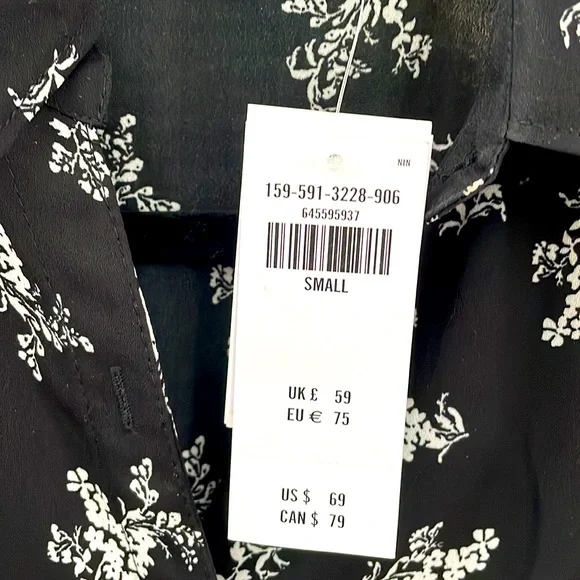 NIN
159-591-3228-906
645595937
SMALL
UK £ 59
EU € 75
US $ 69
CAN $ 79